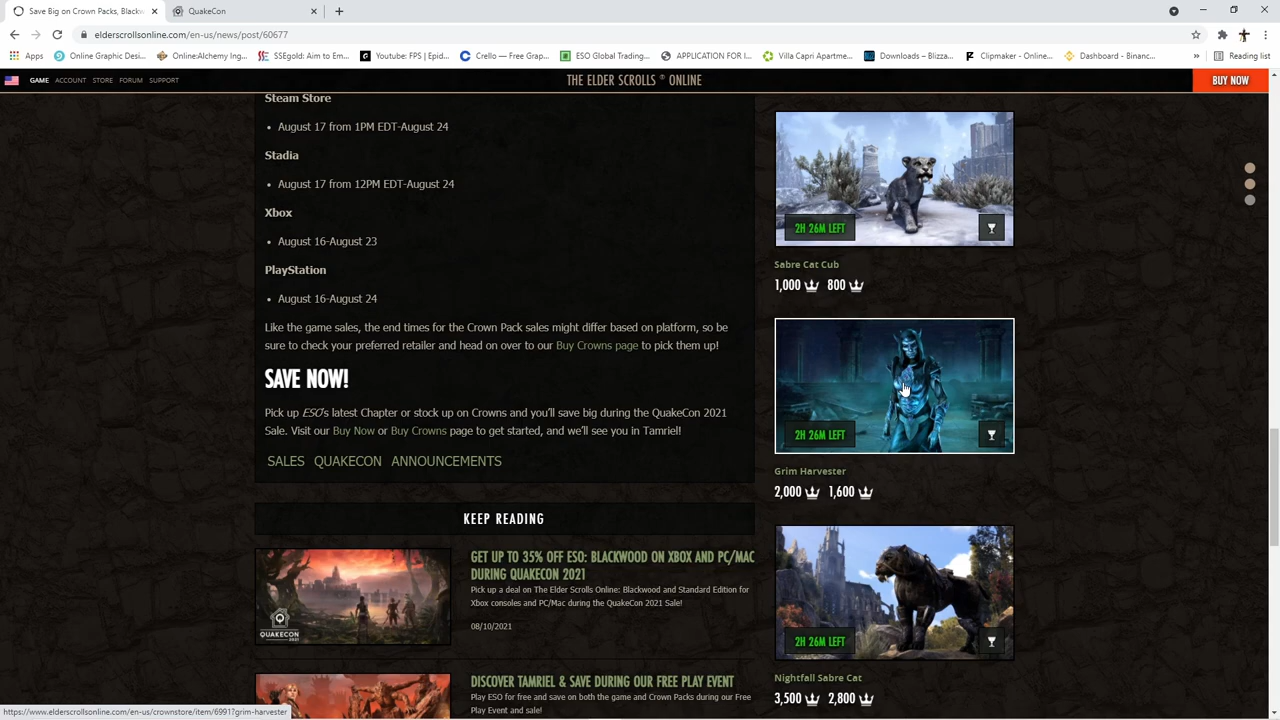 Save Big on Crown Packs, Blackw
QuakeCon
elderscrollsonline.com/en-us/news/post/60677
Apps
Online Graphic Desi...
Online:Alchemy Ing...
SSEgold: Aim to Em...
Youtube: FPS | Epid...
Crello — Free Grap...
ESO Global Trading...
APPLICATION FOR I...
Villa Capri Apartme...
Downloads – Blizza...
Clipmaker - Online...
Dashboard - Binanc...
Reading list
GAME ACCOUNT STORE FORUM SUPPORT
THE ELDER SCROLLS ® ONLINE
BUY NOW
Steam Store
• August 17 from 1PM EDT-August 24
Stadia
• August 17 from 12PM EDT-August 24
Xbox
• August 16-August 23
PlayStation
• August 16-August 24
Like the game sales, the end times for the Crown Pack sales might differ based on platform, so be
sure to check your preferred retailer and head on over to our Buy Crowns page to pick them up!
SAVE NOW!
Pick up ESO's latest Chapter or stock up on Crowns and you'll save big during the QuakeCon 2021
Sale. Visit our Buy Now or Buy Crowns page to get started, and we'll see you in Tamriel!
SALES QUAKECON ANNOUNCEMENTS
KEEP READING
QUAKECON
2021
GET UP TO 35% OFF ESO: BLACKWOOD ON XBOX AND PC/MAC
DURING QUAKECON 2021
Pick up a deal on The Elder Scrolls Online: Blackwood and Standard Edition for
Xbox consoles and PC/Mac during the QuakeCon 2021 Sale!
08/10/2021
DISCOVER TAMRIEL & SAVE DURING OUR FREE PLAY EVENT
Play ESO for free and save on both the game and Crown Packs during our Free
Play Event and sale!
2H 26M LEFT
Sabre Cat Cub
1,000 800
2H 26M LEFT
Grim Harvester
2,000 1,600
2H 26M LEFT
Nightfall Sabre Cat
3,500 2,800
https://www.elderscrollsonline.com/en-us/crownstore/item/6991?grim-harvester